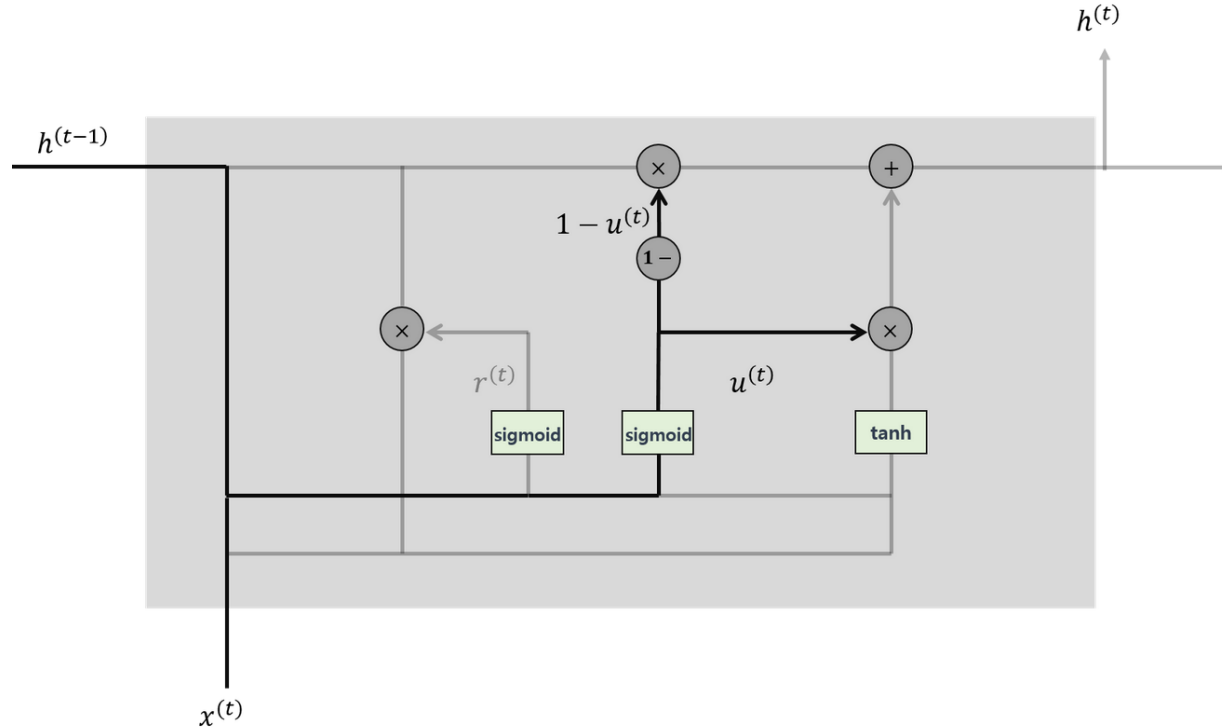 h^{(t)}
h^{(t−1)}
×
+
1 − u^{(t)}
1 −
×
×
r^{(t)}
u^{(t)}
sigmoid
sigmoid
tanh
x^{(t)}